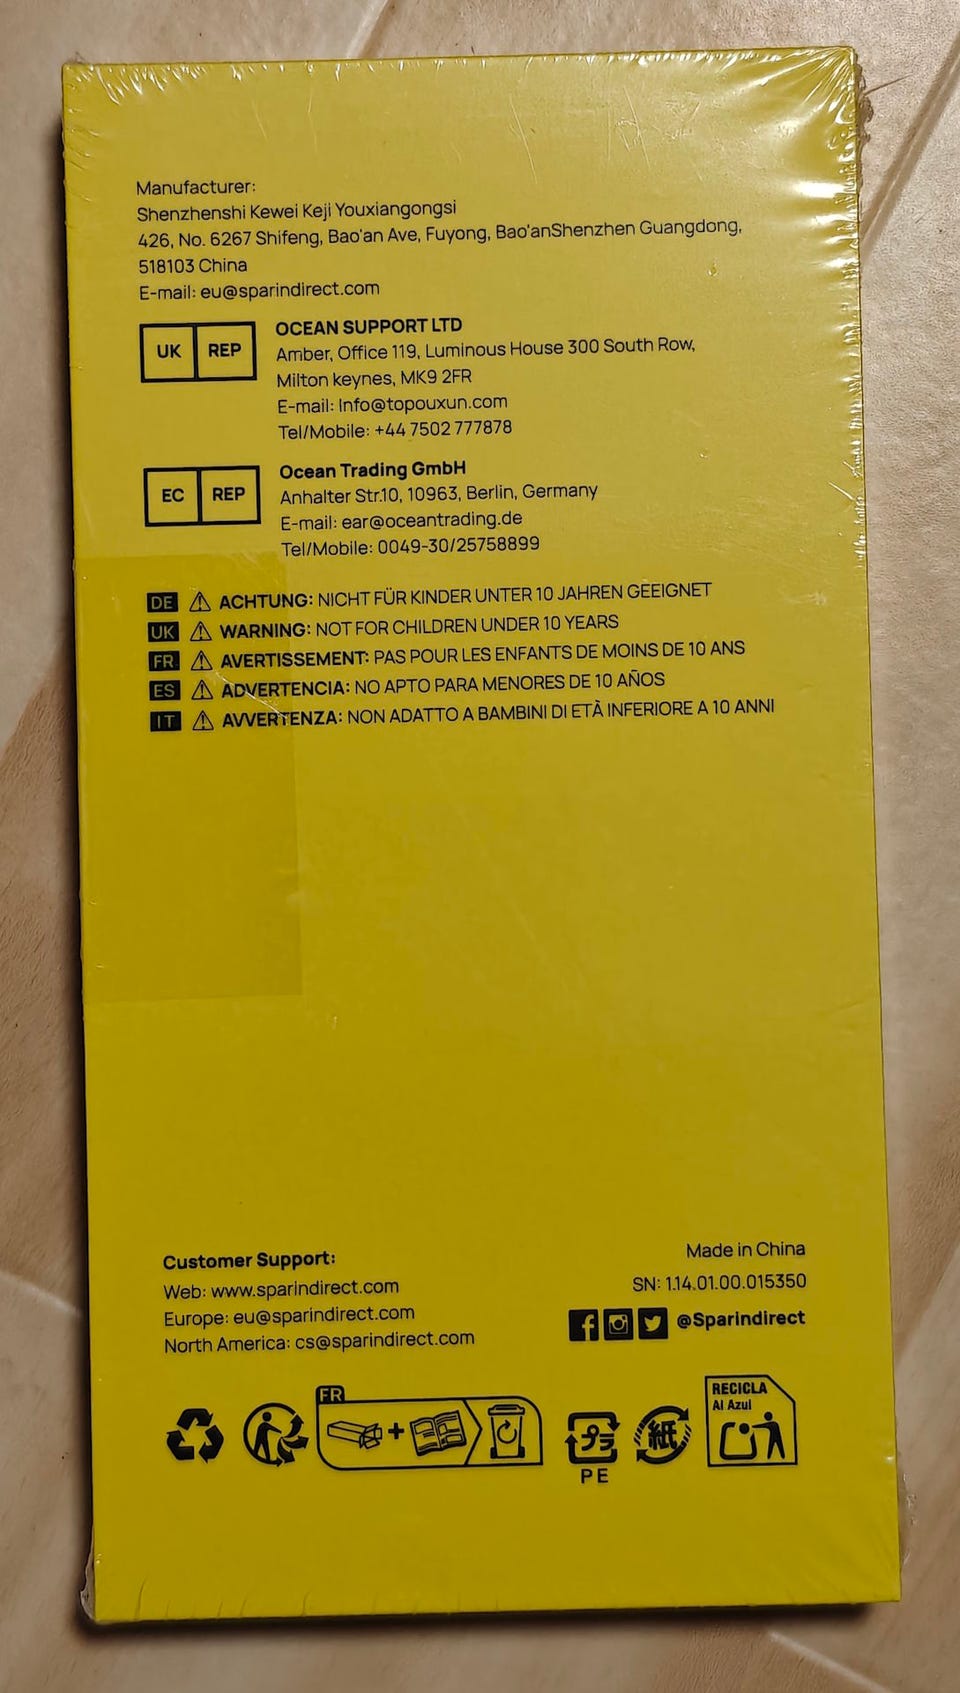 Manufacturer:
Shenzhenshi Kewei Keji Youxiangongsi
426, No. 6267 Shifeng, Bao'an Ave, Fuyong, Bao'anShenzhen Guangdong,
518103 China
E-mail: eu@sparindirect.com
UK REP
OCEAN SUPPORT LTD
Amber, Office 119, Luminous House 300 South Row,
Milton keynes, MK9 2FR
E-mail: Info@topouxun.com
Tel/Mobile: +44 7502 777878
EC REP
Ocean Trading GmbH
Anhalter Str.10, 10963, Berlin, Germany
E-mail: ear@oceantrading.de
Tel/Mobile: 0049-30/25758899
DE ACHTUNG: NICHT FÜR KINDER UNTER 10 JAHREN GEEIGNET
UK WARNING: NOT FOR CHILDREN UNDER 10 YEARS
FR AVERTISSEMENT: PAS POUR LES ENFANTS DE MOINS DE 10 ANS
ES ADVERTENCIA: NO APTO PARA MENORES DE 10 AÑOS
IT AVVERTENZA: NON ADATTO A BAMBINI DI ETÀ INFERIORE A 10 ANNI
Customer Support:
Web: www.sparindirect.com
Europe: eu@sparindirect.com
North America: cs@sparindirect.com
Made in China
SN: 1.14.01.00.015350
@Sparindirect
FR
プラ
PE
紙
RECICLA
Al Azul